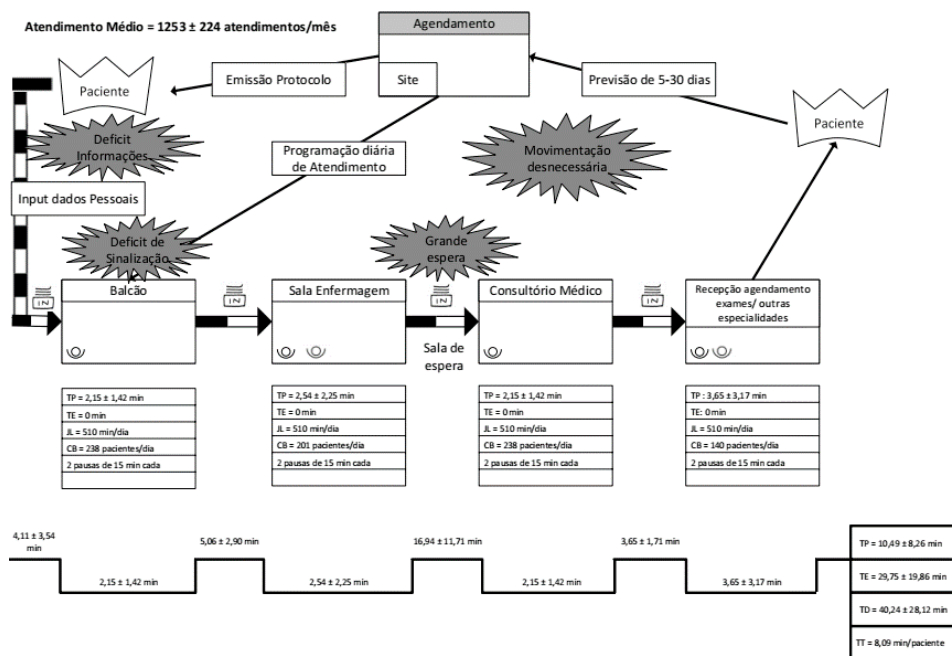 Atendimento Médio = 1253 ± 224 atendimentos/mês
Agendamento
Site
Paciente
Emissão Protocolo
Previsão de 5-30 dias
Paciente
Deficit
Informações
Programação diária
de Atendimento
Movimentação
desnecessária
Input dados Pessoais
Deficit de
Sinalização
Grande
espera
IN
Balcão
IN
Sala Enfermagem
IN
Sala de
espera
Consultório Médico
IN
Recepção agendamento
exames/ outras
especialidades
TP = 2,15 ± 1,42 min
TE = 0 min
JL = 510 min/dia
CB = 238 pacientes/dia
2 pausas de 15 min cada
TP = 2,54 ± 2,25 min
TE = 0 min
JL = 510 min/dia
CB = 201 pacientes/dia
2 pausas de 15 min cada
TP = 2,15 ± 1,42 min
TE = 0 min
JL = 510 min/dia
CB = 238 pacientes/dia
2 pausas de 15 min cada
TP : 3,65 ± 3,17 min
TE: 0 min
JL = 510 min/dia
CB = 140 pacientes/dia
2 pausas de 15 min cada
4,11 ± 3,54
min
2,15 ± 1,42 min
5,06 ± 2,90 min
2,54 ± 2,25 min
16,94 ± 11,71 min
2,15 ± 1,42 min
3,65 ± 1,71 min
3,65 ± 3,17 min
TP = 10,49 ± 8,26 min
TE = 29,75 ± 19,86 min
TD = 40,24 ± 28,12 min
TT = 8,09 min/paciente